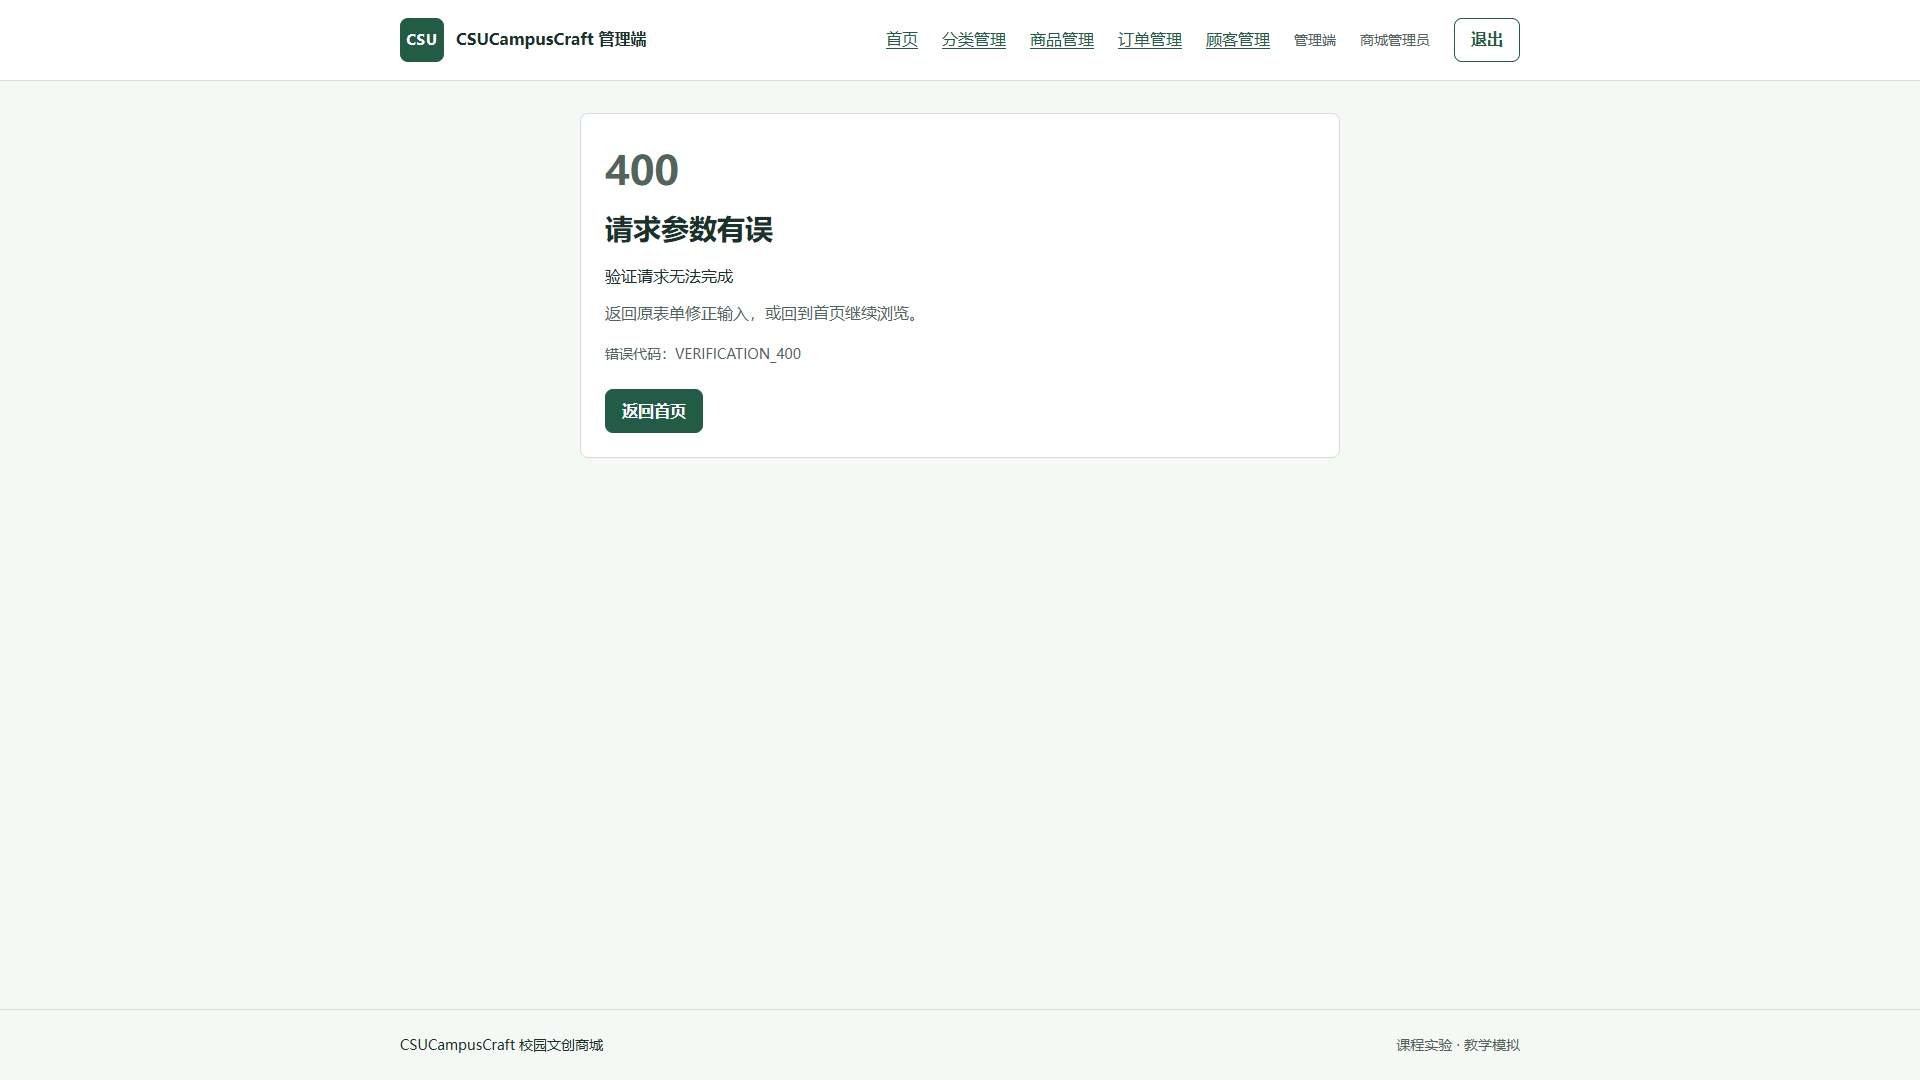 CSU CSUCampusCraft 管理端 首页 分类管理 商品管理 订单管理 顾客管理 管理端 商城管理员 退出
400
请求参数有误
验证请求无法完成
返回原表单修正输入，或回到首页继续浏览。
错误代码：VERIFICATION_400
返回首页
CSUCampusCraft 校园文创商城 课程实验 · 教学模拟